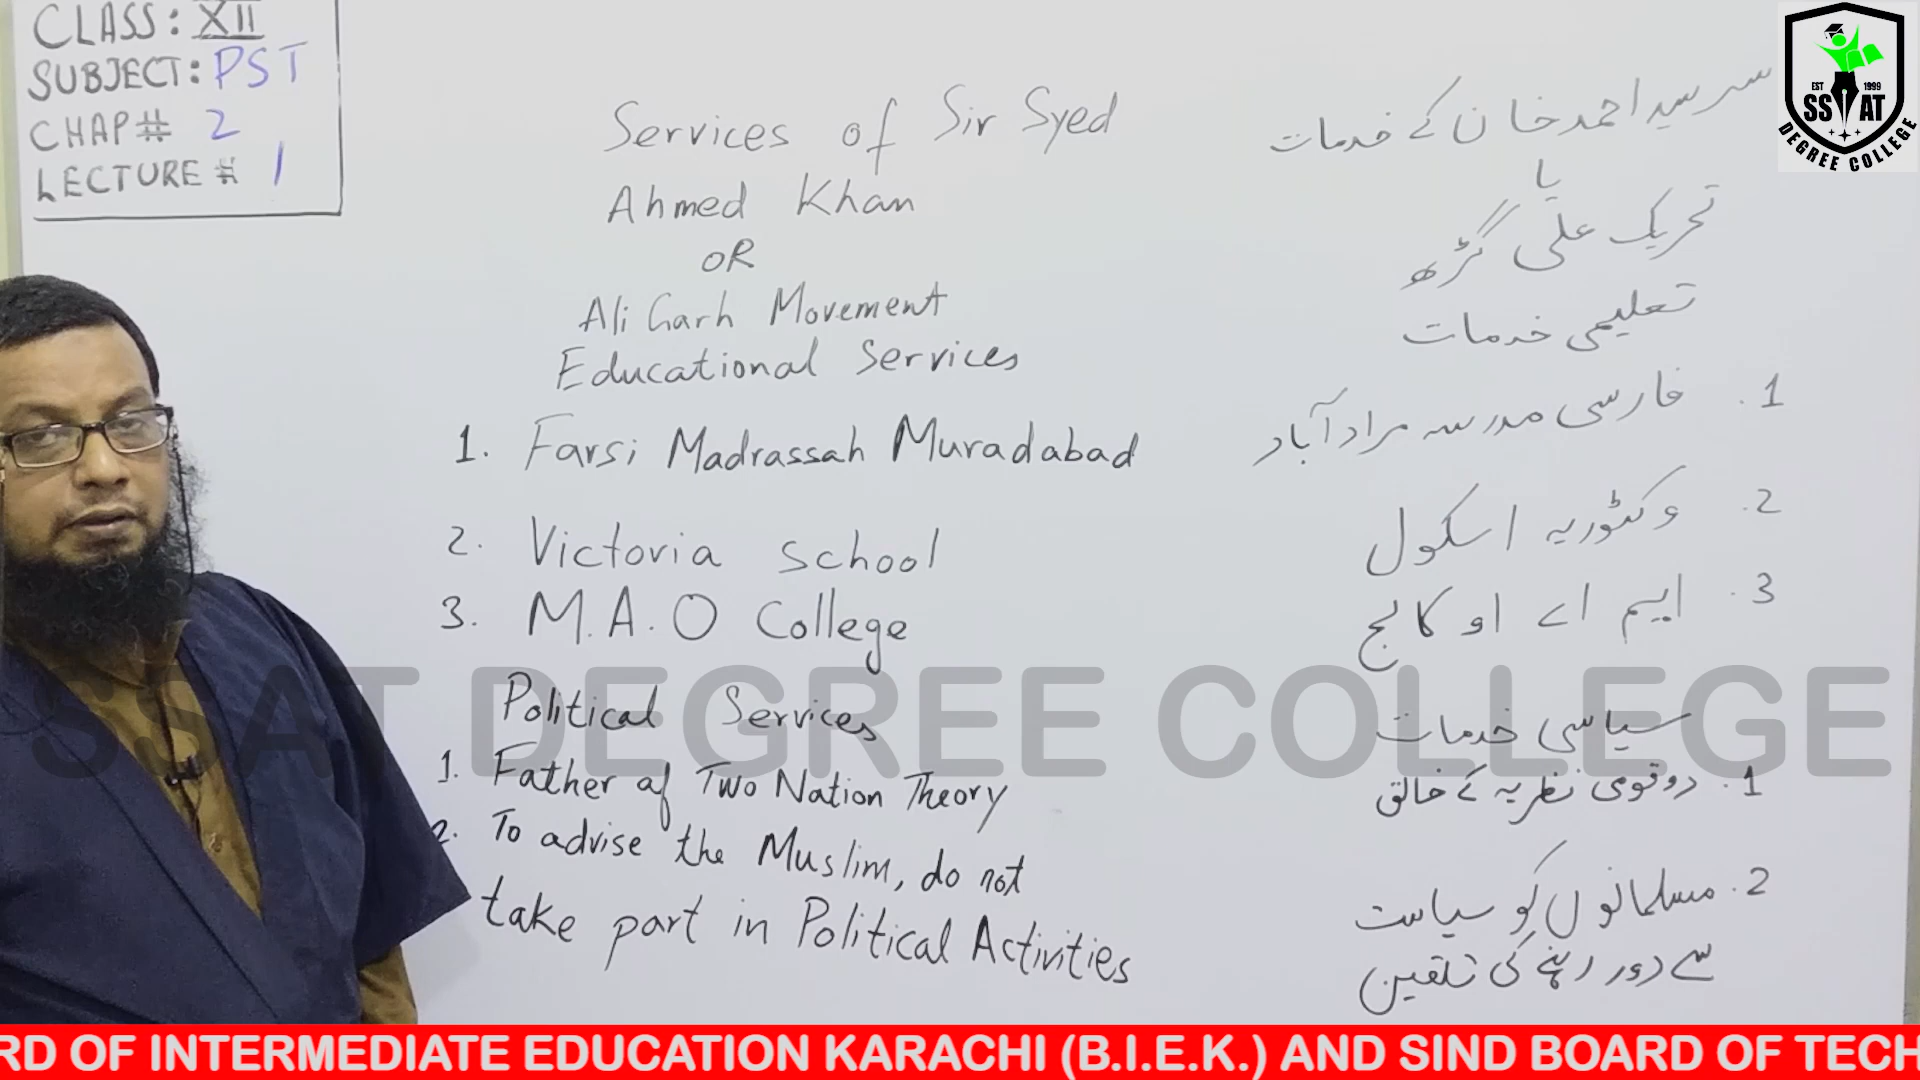 CLASS: XII
SUBJECT: PST
CHAP# 2
LECTURE # 1
Services of Sir Syed
Ahmed Khan
OR
Ali Garh Movement
Educational Services
1. Farsi Madrassah Muradabad
2. Victoria School
3. M.A.O College
Political Services
1. Father of Two Nation Theory
2. To advise the Muslim, do not
take part in Political Activities
سرسید احمد خان کے خدمات
یا
تحریک علی گڑھ
تعلیمی خدمات
1. فارسی مدرسہ مراد آباد
2. وکٹوریہ اسکول
3. ایم اے او کالج
سیاسی خدمات
1. دو قومی نظریہ کے خالق
2. مسلمانوں کو سیاست
سے دور رہنے کی تلقین
EST 1999
SSAT
DEGREE COLLEGE
SSAT DEGREE COLLEGE
RD OF INTERMEDIATE EDUCATION KARACHI (B.I.E.K.) AND SIND BOARD OF TECH